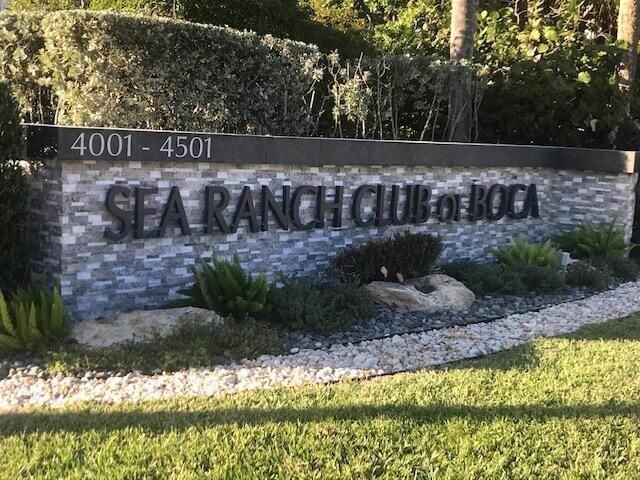 4001 - 4501
SEA RANCH CLUB of BOCA